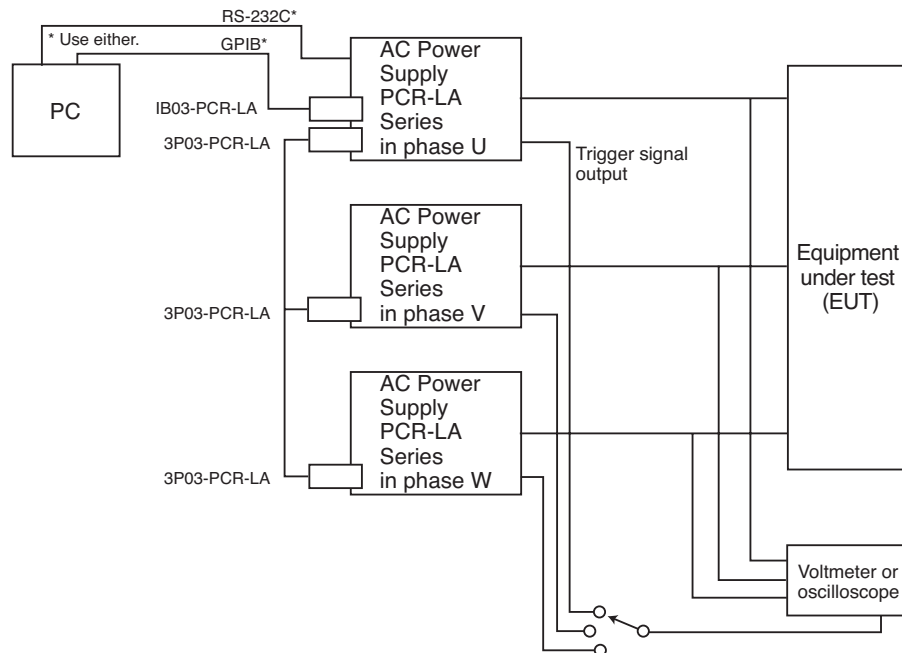 RS-232C*
* Use either.
GPIB*
PC
IB03-PCR-LA
3P03-PCR-LA
AC Power
Supply
PCR-LA
Series
in phase U
Trigger signal
output
3P03-PCR-LA
AC Power
Supply
PCR-LA
Series
in phase V
Equipment
under test
(EUT)
3P03-PCR-LA
AC Power
Supply
PCR-LA
Series
in phase W
Voltmeter or
oscilloscope